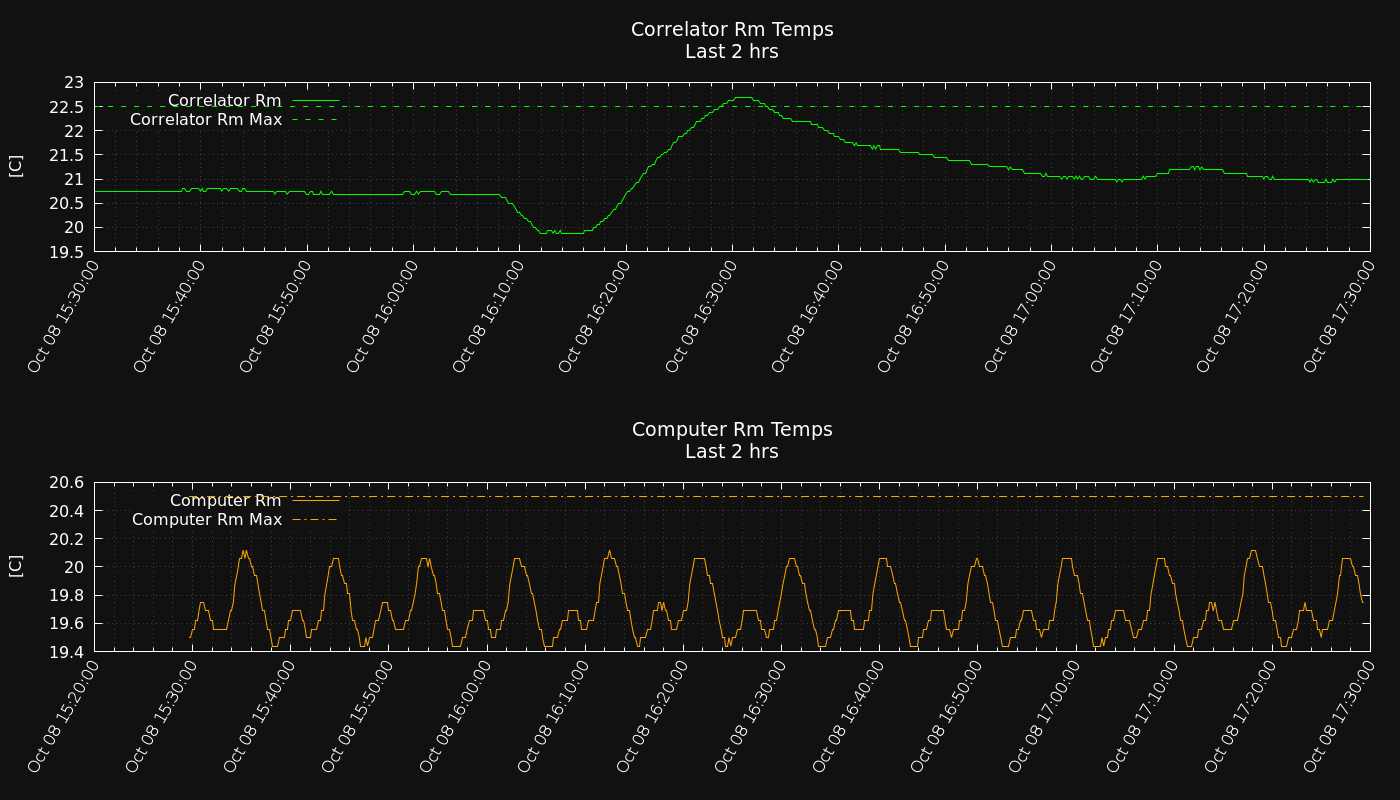 Correlator Rm Temps
Last 2 hrs
[C]
23
22.5
22
21.5
21
20.5
20
19.5
Correlator Rm
Correlator Rm Max
Oct 08 15:30:00
Oct 08 15:40:00
Oct 08 15:50:00
Oct 08 16:00:00
Oct 08 16:10:00
Oct 08 16:20:00
Oct 08 16:30:00
Oct 08 16:40:00
Oct 08 16:50:00
Oct 08 17:00:00
Oct 08 17:10:00
Oct 08 17:20:00
Oct 08 17:30:00
Computer Rm Temps
Last 2 hrs
[C]
20.6
20.4
20.2
20
19.8
19.6
19.4
Computer Rm
Computer Rm Max
Oct 08 15:20:00
Oct 08 15:30:00
Oct 08 15:40:00
Oct 08 15:50:00
Oct 08 16:00:00
Oct 08 16:10:00
Oct 08 16:20:00
Oct 08 16:30:00
Oct 08 16:40:00
Oct 08 16:50:00
Oct 08 17:00:00
Oct 08 17:10:00
Oct 08 17:20:00
Oct 08 17:30:00